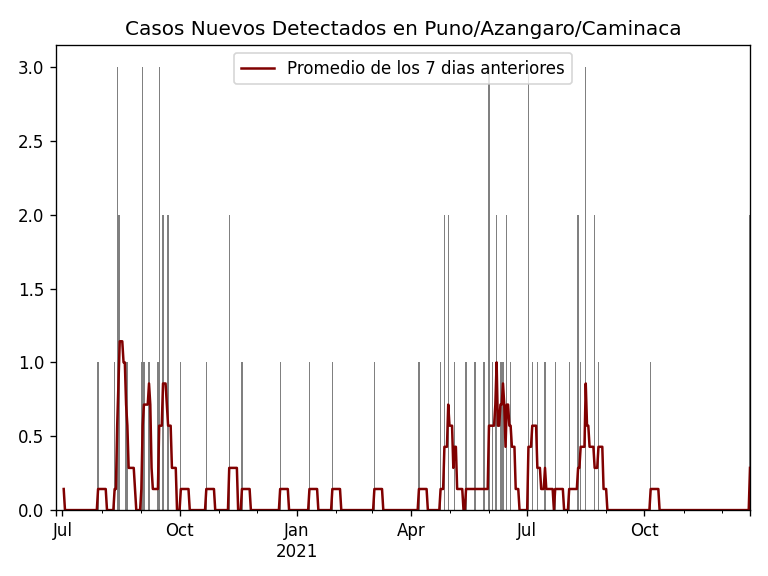 Casos Nuevos Detectados en Puno/Azangaro/Caminaca
Promedio de los 7 dias anteriores
3.0
2.5
2.0
1.5
1.0
0.5
0.0
Jul Oct Jan Apr Jul Oct
2021